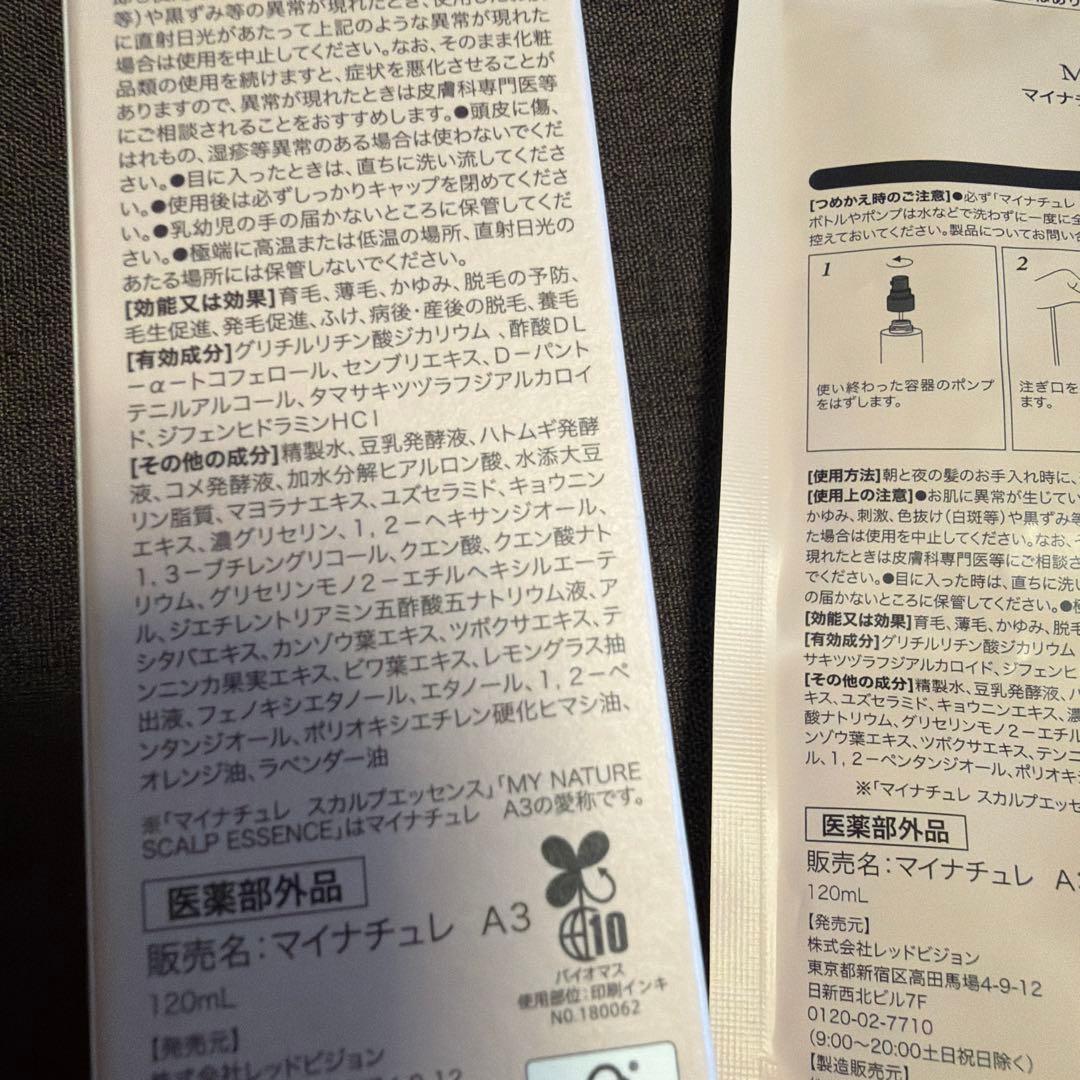 等)や黒ずみ等の異常が現れたとき、使用した
に直射日光があたって上記のような異常が現れた
場合は使用を中止してください。なお、そのまま化粧
品類の使用を続けますと、症状を悪化させることが
ありますので、異常が現れたときは皮膚科専門医等
にご相談されることをおすすめします。●頭皮に傷、
はれもの、湿疹等異常のある場合は使わないでくだ
さい。●目に入ったときは、直ちに洗い流してくださ
い。●使用後は必ずしっかりキャップを閉めてくださ
い。●乳幼児の手の届かないところに保管してくだ
さい。●極端に高温または低温の場所、直射日光の
あたる場所には保管しないでください。
[効能又は効果]育毛、薄毛、かゆみ、脱毛の予防、
毛生促進、発毛促進、ふけ、病後・産後の脱毛、養毛
[有効成分]グリチルリチン酸ジカリウム、酢酸DL
－α－トコフェロール、センブリエキス、D－パント
テニルアルコール、タマサキツヅラフジアルカロイ
ド、ジフェンヒドラミンHCl
[その他の成分]精製水、豆乳発酵液、ハトムギ発酵
液、コメ発酵液、加水分解ヒアルロン酸、水添大豆
リン脂質、マヨラナエキス、ユズセラミド、キョウニン
エキス、濃グリセリン、1,2－ヘキサンジオール、
1,3－ブチレングリコール、クエン酸、クエン酸ナト
リウム、グリセリンモノ2－エチルヘキシルエーテ
ル、ジエチレントリアミン五酢酸五ナトリウム液、ア
シタバエキス、カンゾウ葉エキス、ツボクサエキス、テ
ンニンカ果実エキス、ビワ葉エキス、レモングラス抽
出液、フェノキシエタノール、エタノール、1,2－ペ
ンタンジオール、ポリオキシエチレン硬化ヒマシ油、
オレンジ油、ラベンダー油
※「マイナチュレ スカルプエッセンス」「MY NATURE
SCALP ESSENCE」はマイナチュレ A3の愛称です。
医薬部外品
販売名：マイナチュレ A3
120mL
【発売元】
株式会社レッドビジョン
10
バイオマス
使用部位：印刷インキ
NO.180062
M
マイナチ
[つめかえ時のご注意]●必ず「マイナチュレ
ボトルやポンプは水などで洗わずに一度に全
控えておいてください。製品についてお問い合
1
使い終わった容器のポンプ
をはずします。
2
注ぎ口を
ます。
[使用方法]朝と夜の髪のお手入れ時に、
[使用上の注意]●お肌に異常が生じてい
かゆみ、刺激、色抜け(白斑等)や黒ずみ等
た場合は使用を中止してください。なお、そ
現れたときは皮膚科専門医等にご相談さ
でください。●目に入った時は、直ちに洗い
の届かないところに保管してください。●極
[効能又は効果]育毛、薄毛、かゆみ、脱毛
[有効成分]グリチルリチン酸ジカリウム
サキツヅラフジアルカロイド、ジフェンヒ
[その他の成分]精製水、豆乳発酵液、ハ
キス、ユズセラミド、キョウニンエキス、濃
酸ナトリウム、グリセリンモノ2－エチル
ンゾウ葉エキス、ツボクサエキス、テンニ
ル、1,2－ペンタンジオール、ポリオキシ
※「マイナチュレ スカルプエッセ
医薬部外品
販売名：マイナチュレ A3
120mL
【発売元】
株式会社レッドビジョン
東京都新宿区高田馬場4-9-12
日新西北ビル7F
0120-02-7710
(9:00～20:00土日祝日除く)
【製造販売元】